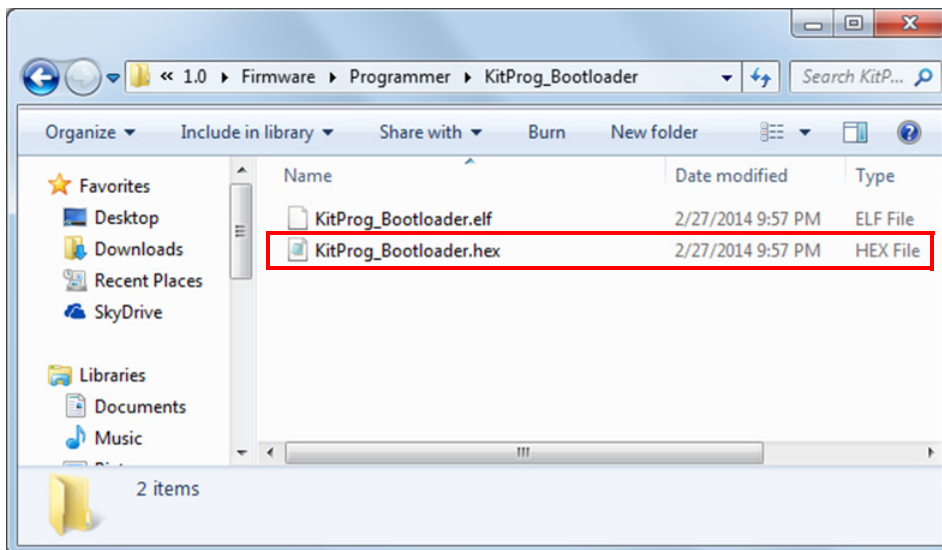 « 1.0 ▸ Firmware ▸ Programmer ▸ KitProg_Bootloader Search KitP...
Organize Include in library Share with Burn New folder
Name Date modified Type
Favorites
Desktop
Downloads
Recent Places
SkyDrive
KitProg_Bootloader.elf 2/27/2014 9:57 PM ELF File
KitProg_Bootloader.hex 2/27/2014 9:57 PM HEX File
Libraries
Documents
Music
2 items